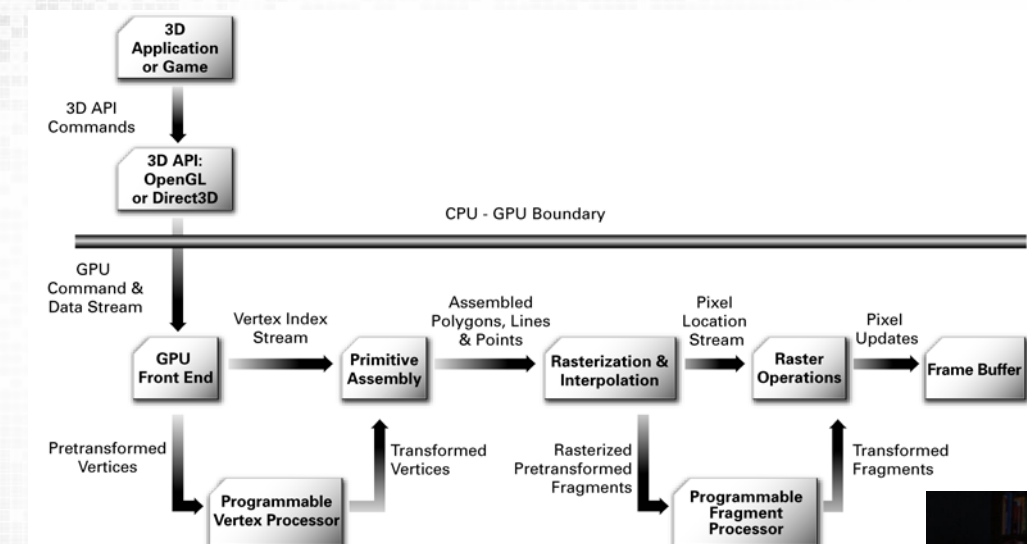 3D
Application
or Game
3D API
Commands
3D API:
OpenGL
or Direct3D
CPU - GPU Boundary
GPU
Command &
Data Stream
Vertex Index
Stream
Assembled
Polygons, Lines
& Points
Pixel
Location
Stream
Pixel
Updates
GPU
Front End
Primitive
Assembly
Rasterization &
Interpolation
Raster
Operations
Frame Buffer
Pretransformed
Vertices
Transformed
Vertices
Rasterized
Pretransformed
Fragments
Transformed
Fragments
Programmable
Vertex Processor
Programmable
Fragment
Processor